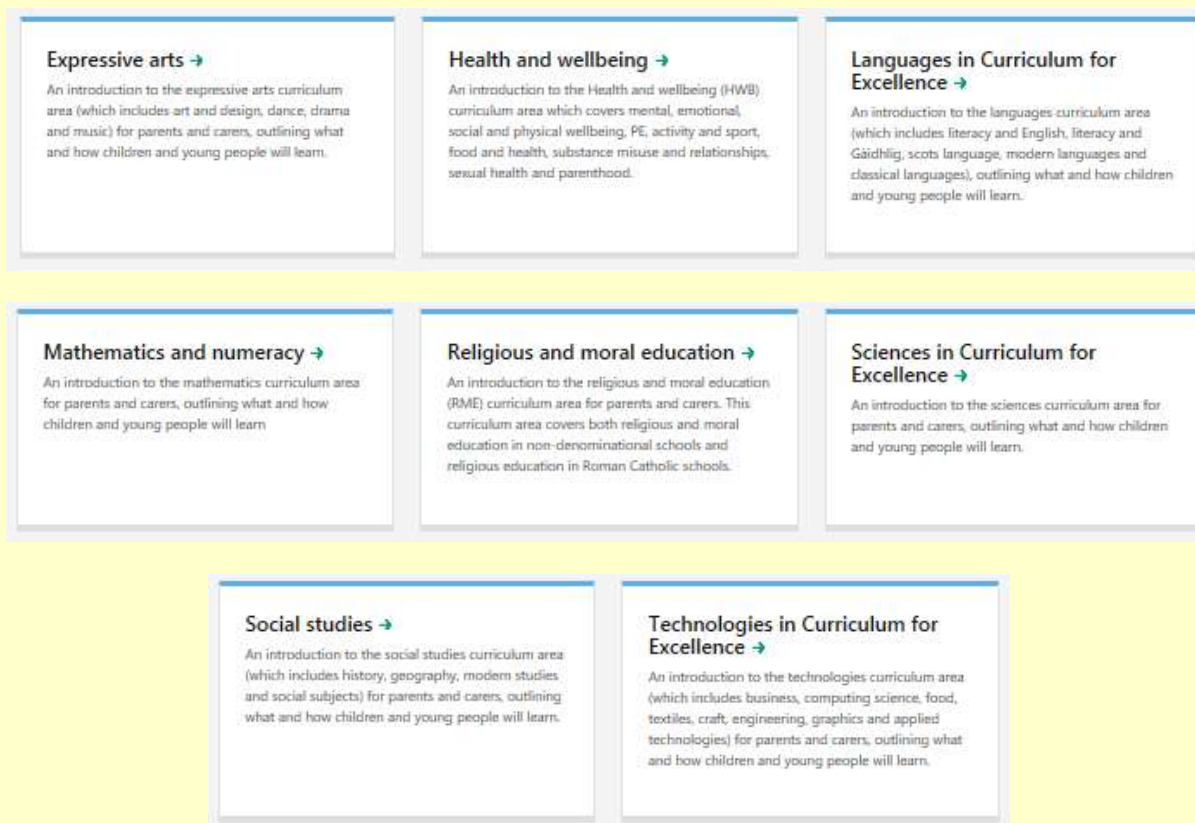 Expressive arts →
An introduction to the expressive arts curriculum
area (which includes art and design, dance, drama
and music) for parents and carers, outlining what
and how children and young people will learn.
Health and wellbeing →
An introduction to the Health and wellbeing (HWB)
curriculum area which covers mental, emotional,
social and physical wellbeing, PE, activity and sport,
food and health, substance misuse and relationships,
sexual health and parenthood.
Languages in Curriculum for
Excellence →
An introduction to the languages curriculum area
(which includes literacy and English, literacy and
Gàidhlig, scots language, modern languages and
classical languages), outlining what and how children
and young people will learn.
Mathematics and numeracy →
An introduction to the mathematics curriculum area
for parents and carers, outlining what and how
children and young people will learn
Religious and moral education →
An introduction to the religious and moral education
(RME) curriculum area for parents and carers. This
curriculum area covers both religious and moral
education in non-denominational schools and
religious education in Roman Catholic schools.
Sciences in Curriculum for
Excellence →
An introduction to the sciences curriculum area for
parents and carers, outlining what and how children
and young people will learn.
Social studies →
An introduction to the social studies curriculum area
(which includes history, geography, modern studies
and social subjects) for parents and carers, outlining
what and how children and young people will learn.
Technologies in Curriculum for
Excellence →
An introduction to the technologies curriculum area
(which includes business, computing science, food,
textiles, craft, engineering, graphics and applied
technologies) for parents and carers, outlining what
and how children and young people will learn.